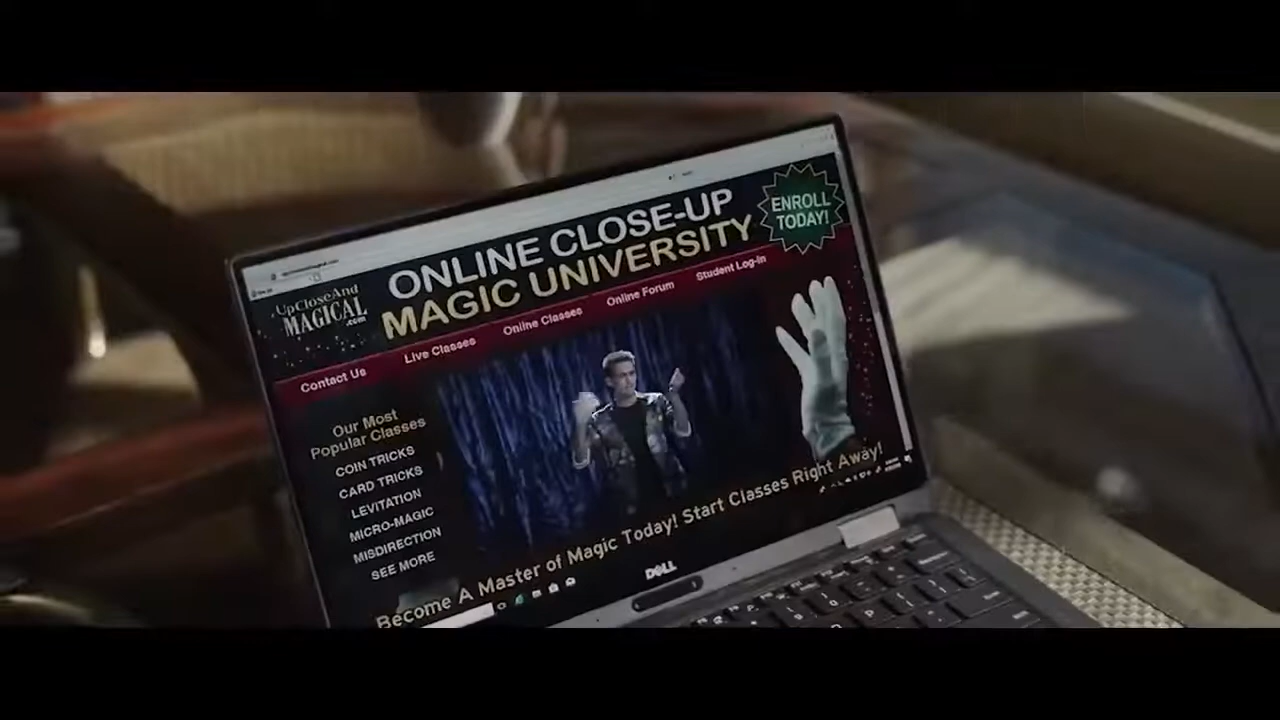 ONLINE CLOSE-UP
MAGIC UNIVERSITY
ENROLL
TODAY!
UpCloseAnd
MAGICAL
.com
Contact Us
Live Classes
Online Classes
Online Forum
Student Log-In
Our Most
Popular Classes
COIN TRICKS
CARD TRICKS
LEVITATION
MICRO-MAGIC
MISDIRECTION
SEE MORE
Become A Master of Magic Today! Start Classes Right Away!
DELL